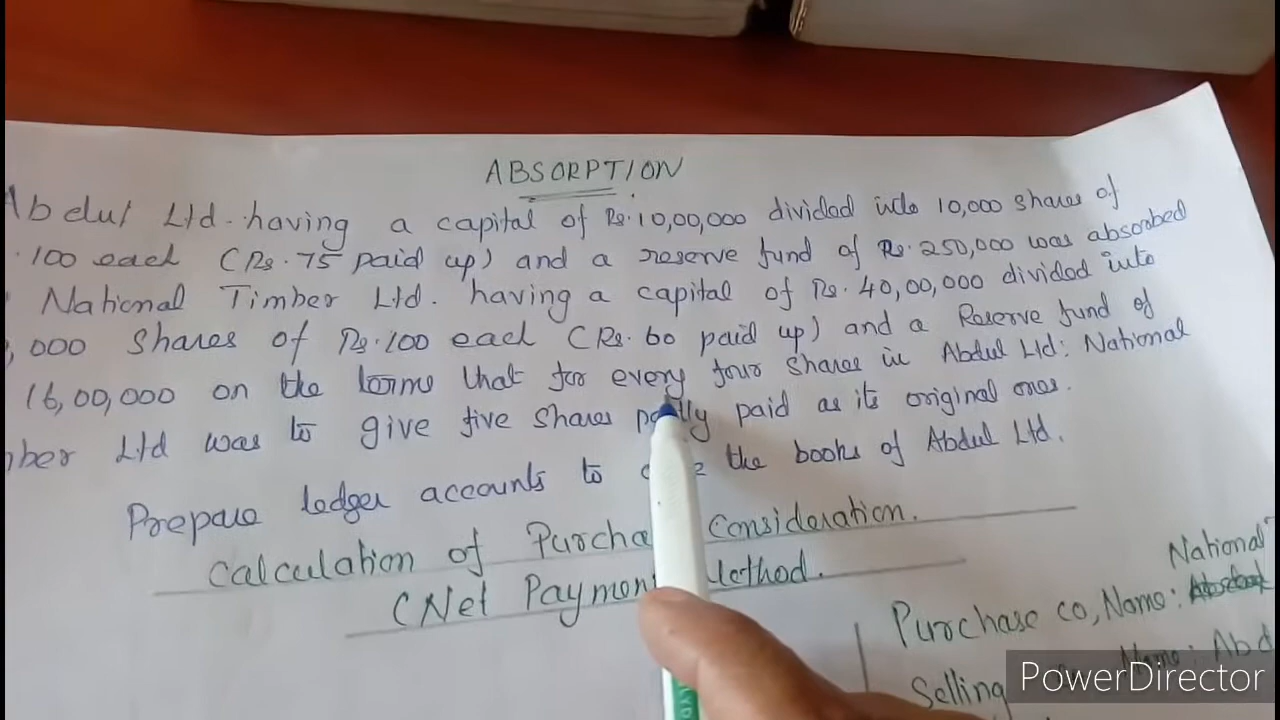 ABSORPTION
Abdul Ltd. having a capital of Rs. 10,00,000 divided into 10,000 shares of
100 each (Rs. 75 paid up) and a reserve fund of Rs. 250,000 was absorbed
National Timber Ltd. having a capital of Rs. 40,00,000 divided into
,000 shares of Rs. 100 each (Rs. 60 paid up) and a Reserve fund of
16,00,000 on the terms that for every four shares in Abdul Ltd: National
mber Ltd was to give five shares partly paid as its original ones.
Prepare ledger accounts to the books of Abdul Ltd.
Calculation of Purcha Consideration.
(Net Payment Method.
National
Purchase co, Name:
Selling Name: Abd
PowerDirector